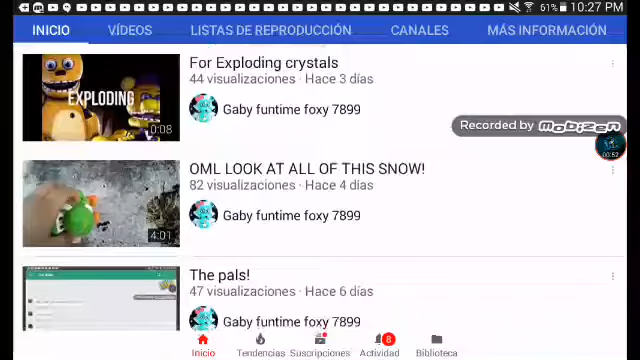 61% 10:27 PM
INICIO VÍDEOS LISTAS DE REPRODUCCIÓN CANALES MÁS INFORMACIÓN
For Exploding crystals
44 visualizaciones · Hace 3 días
EXPLODING
Gaby funtime foxy 7899
0:08
Recorded by mobizen
00:52
OML LOOK AT ALL OF THIS SNOW!
82 visualizaciones · Hace 4 días
Gaby funtime foxy 7899
4:01
The pals!
47 visualizaciones · Hace 6 días
Gaby funtime foxy 7899
8
Inicio Tendencias Suscripciones Actividad Biblioteca